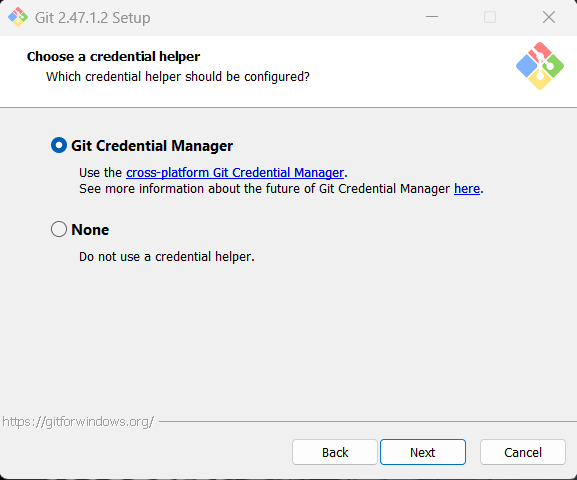 Git 2.47.1.2 Setup
Choose a credential helper
Which credential helper should be configured?
Git Credential Manager
Use the cross-platform Git Credential Manager.
See more information about the future of Git Credential Manager here.
None
Do not use a credential helper.
https://gitforwindows.org/
Back Next Cancel